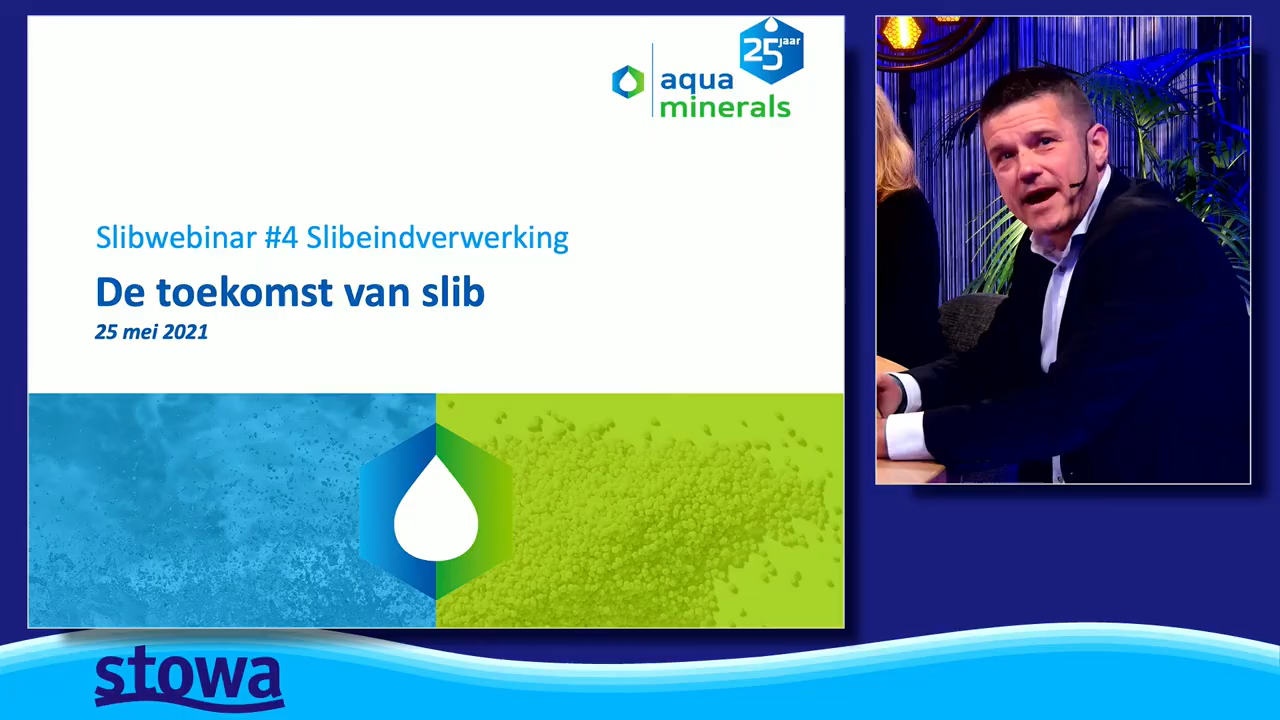 25 jaar
aqua
minerals
Slibwebinar #4 Slibeindverwerking
De toekomst van slib
25 mei 2021
stowa